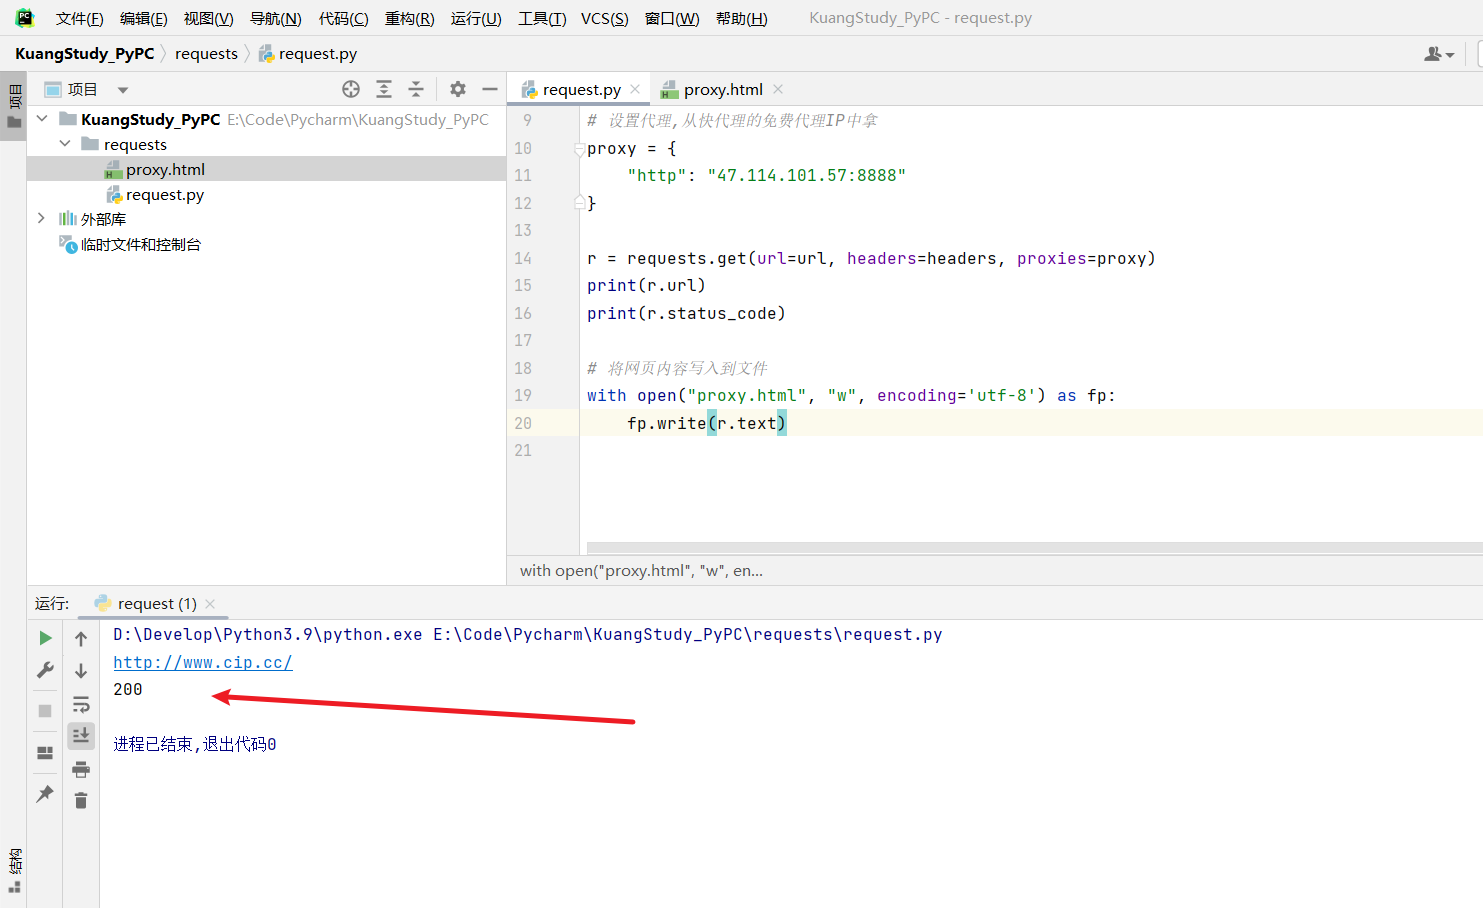 PC 文件(F) 编辑(E) 视图(V) 导航(N) 代码(C) 重构(R) 运行(U) 工具(T) VCS(S) 窗口(W) 帮助(H) KuangStudy_PyPC - request.py
KuangStudy_PyPC requests request.py
项目
项目
KuangStudy_PyPC E:\Code\Pycharm\KuangStudy_PyPC
requests
proxy.html
request.py
外部库
临时文件和控制台
request.py proxy.html
9 # 设置代理,从快代理的免费代理IP中拿
10 proxy = {
11 "http": "47.114.101.57:8888"
12 }
13
14 r = requests.get(url=url, headers=headers, proxies=proxy)
15 print(r.url)
16 print(r.status_code)
17
18 # 将网页内容写入到文件
19 with open("proxy.html", "w", encoding='utf-8') as fp:
20 fp.write(r.text)
21
with open("proxy.html", "w", en...
运行: request (1)
D:\Develop\Python3.9\python.exe E:\Code\Pycharm\KuangStudy_PyPC\requests\request.py
http://www.cip.cc/
200
进程已结束,退出代码0
结构